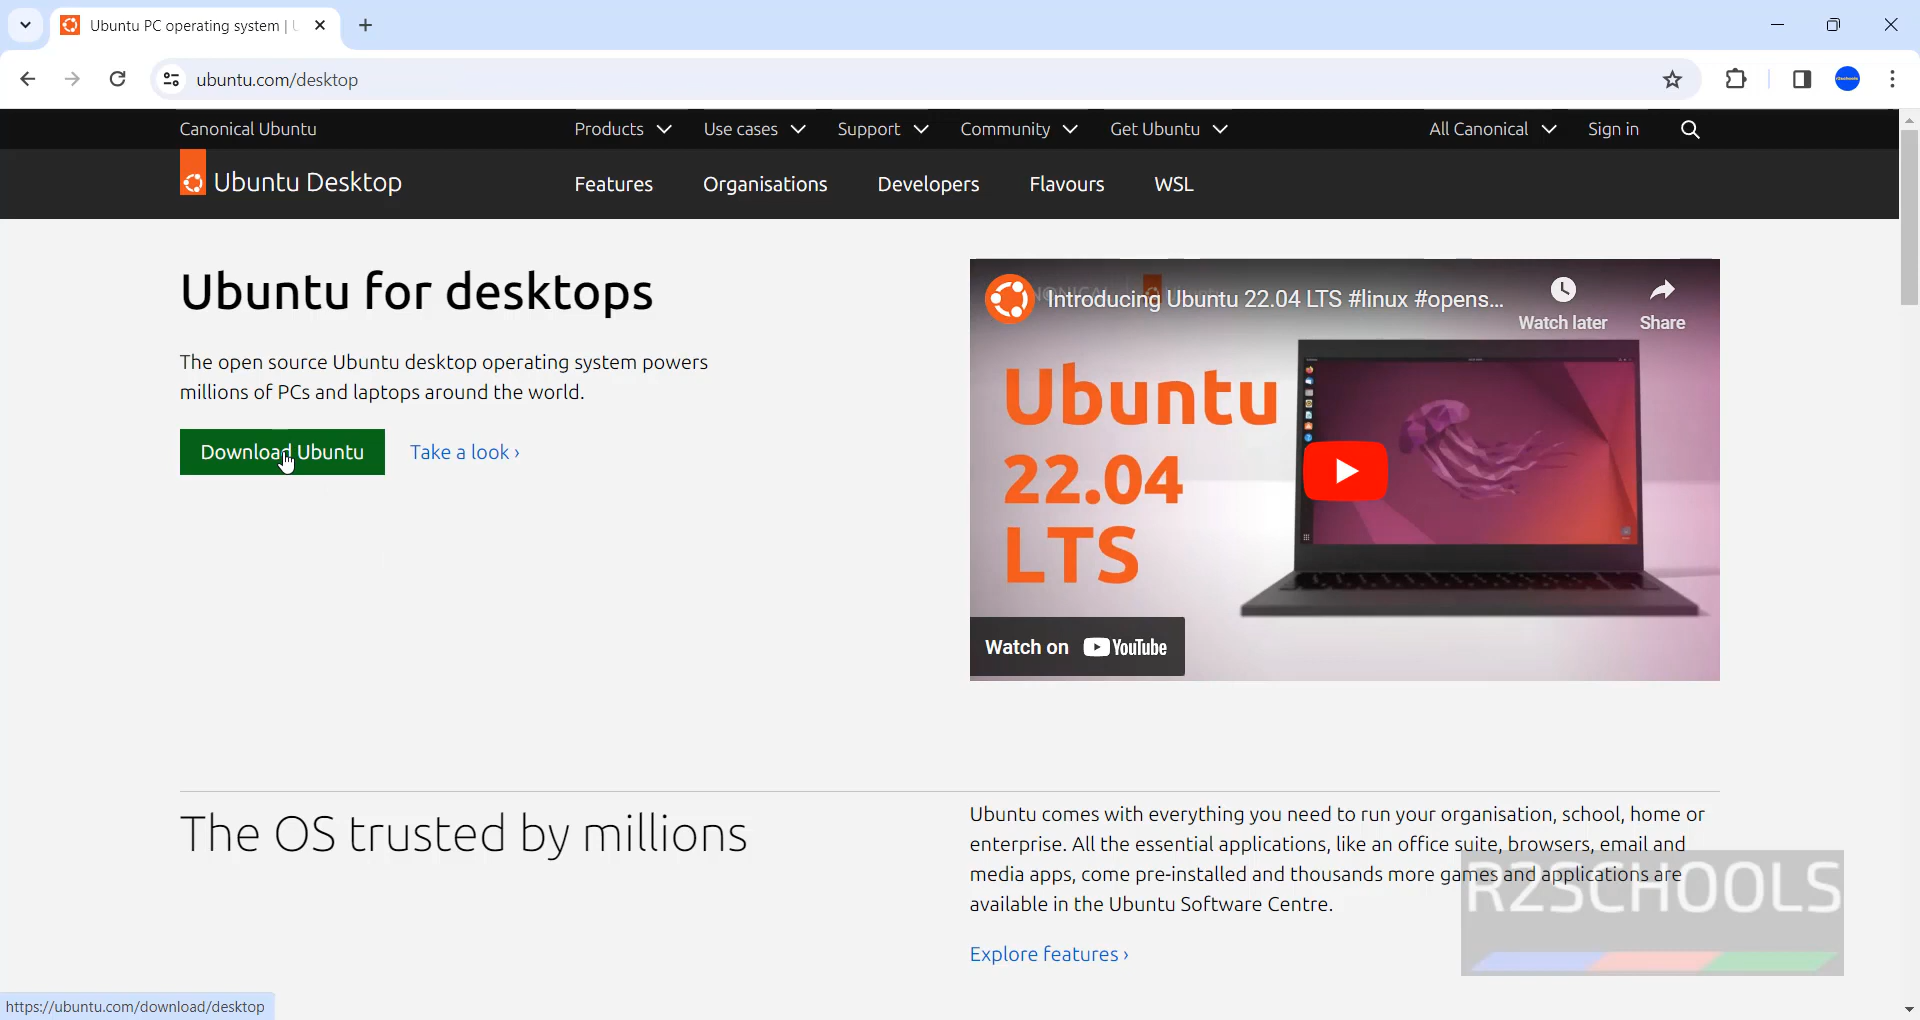 Ubuntu PC operating system |
ubuntu.com/desktop
Canonical Ubuntu
Products
Use cases
Support
Community
Get Ubuntu
All Canonical
Sign in
Ubuntu Desktop
Features
Organisations
Developers
Flavours
WSL
Ubuntu for desktops
The open source Ubuntu desktop operating system powers
millions of PCs and laptops around the world.
Download Ubuntu
Take a look ›
Introducing Ubuntu 22.04 LTS #linux #opens...
Watch later
Share
Ubuntu
22.04
LTS
Watch on YouTube
The OS trusted by millions
Ubuntu comes with everything you need to run your organisation, school, home or
enterprise. All the essential applications, like an office suite, browsers, email and
media apps, come pre-installed and thousands more games and applications are
available in the Ubuntu Software Centre.
Explore features ›
R2SCHOOLS
https://ubuntu.com/download/desktop